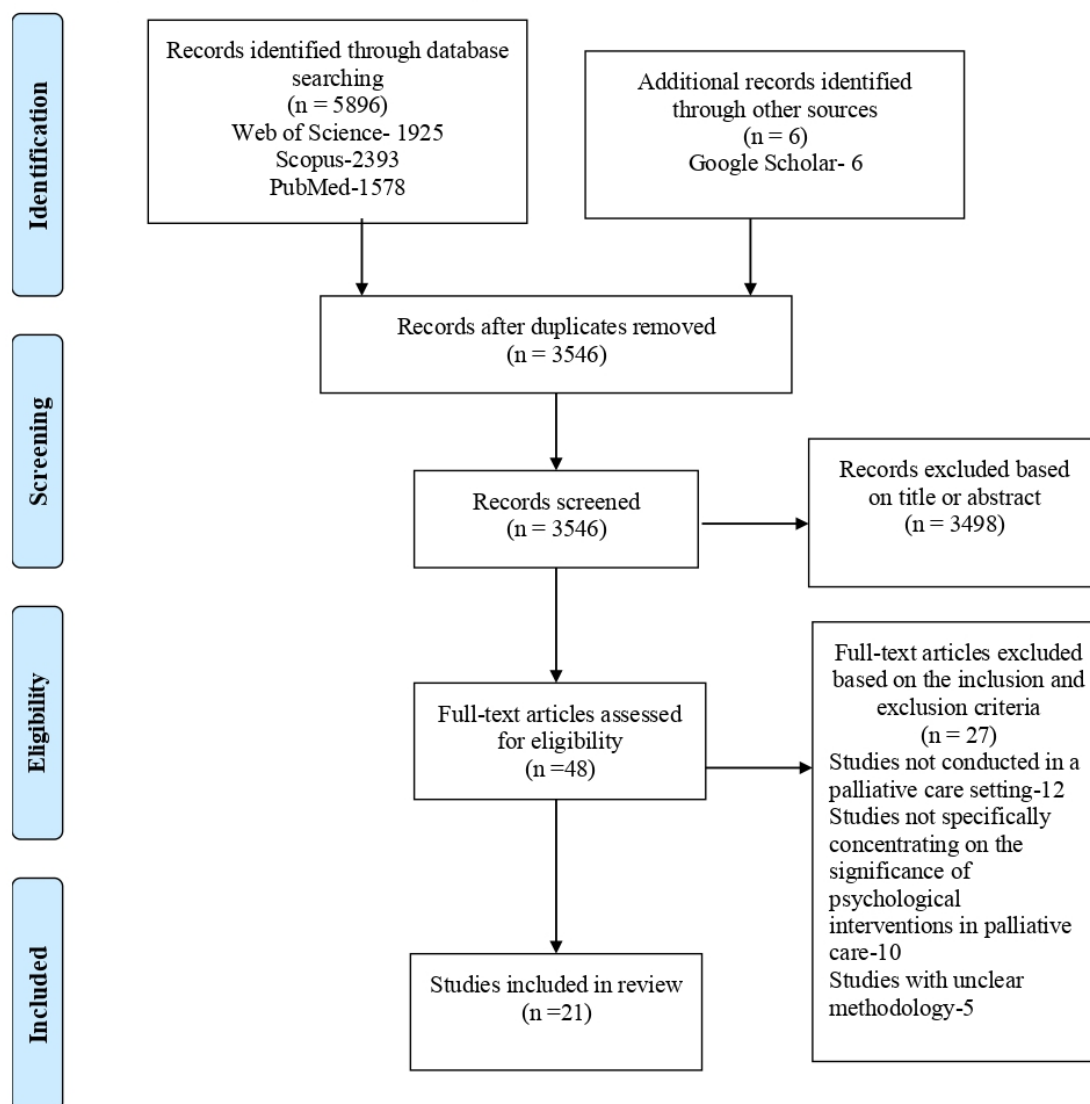 Identification
Records identified through database
searching
(n = 5896)
Web of Science- 1925
Scopus-2393
PubMed-1578
Additional records identified
through other sources
(n = 6)
Google Scholar- 6
Screening
Records after duplicates removed
(n = 3546)
Records screened
(n = 3546)
Records excluded based
on title or abstract
(n = 3498)
Eligibility
Full-text articles assessed
for eligibility
(n =48)
Full-text articles excluded
based on the inclusion and
exclusion criteria
(n = 27)
Studies not conducted in a
palliative care setting-12
Studies not specifically
concentrating on the
significance of
psychological
interventions in palliative
care-10
Studies with unclear
methodology-5
Included
Studies included in review
(n =21)